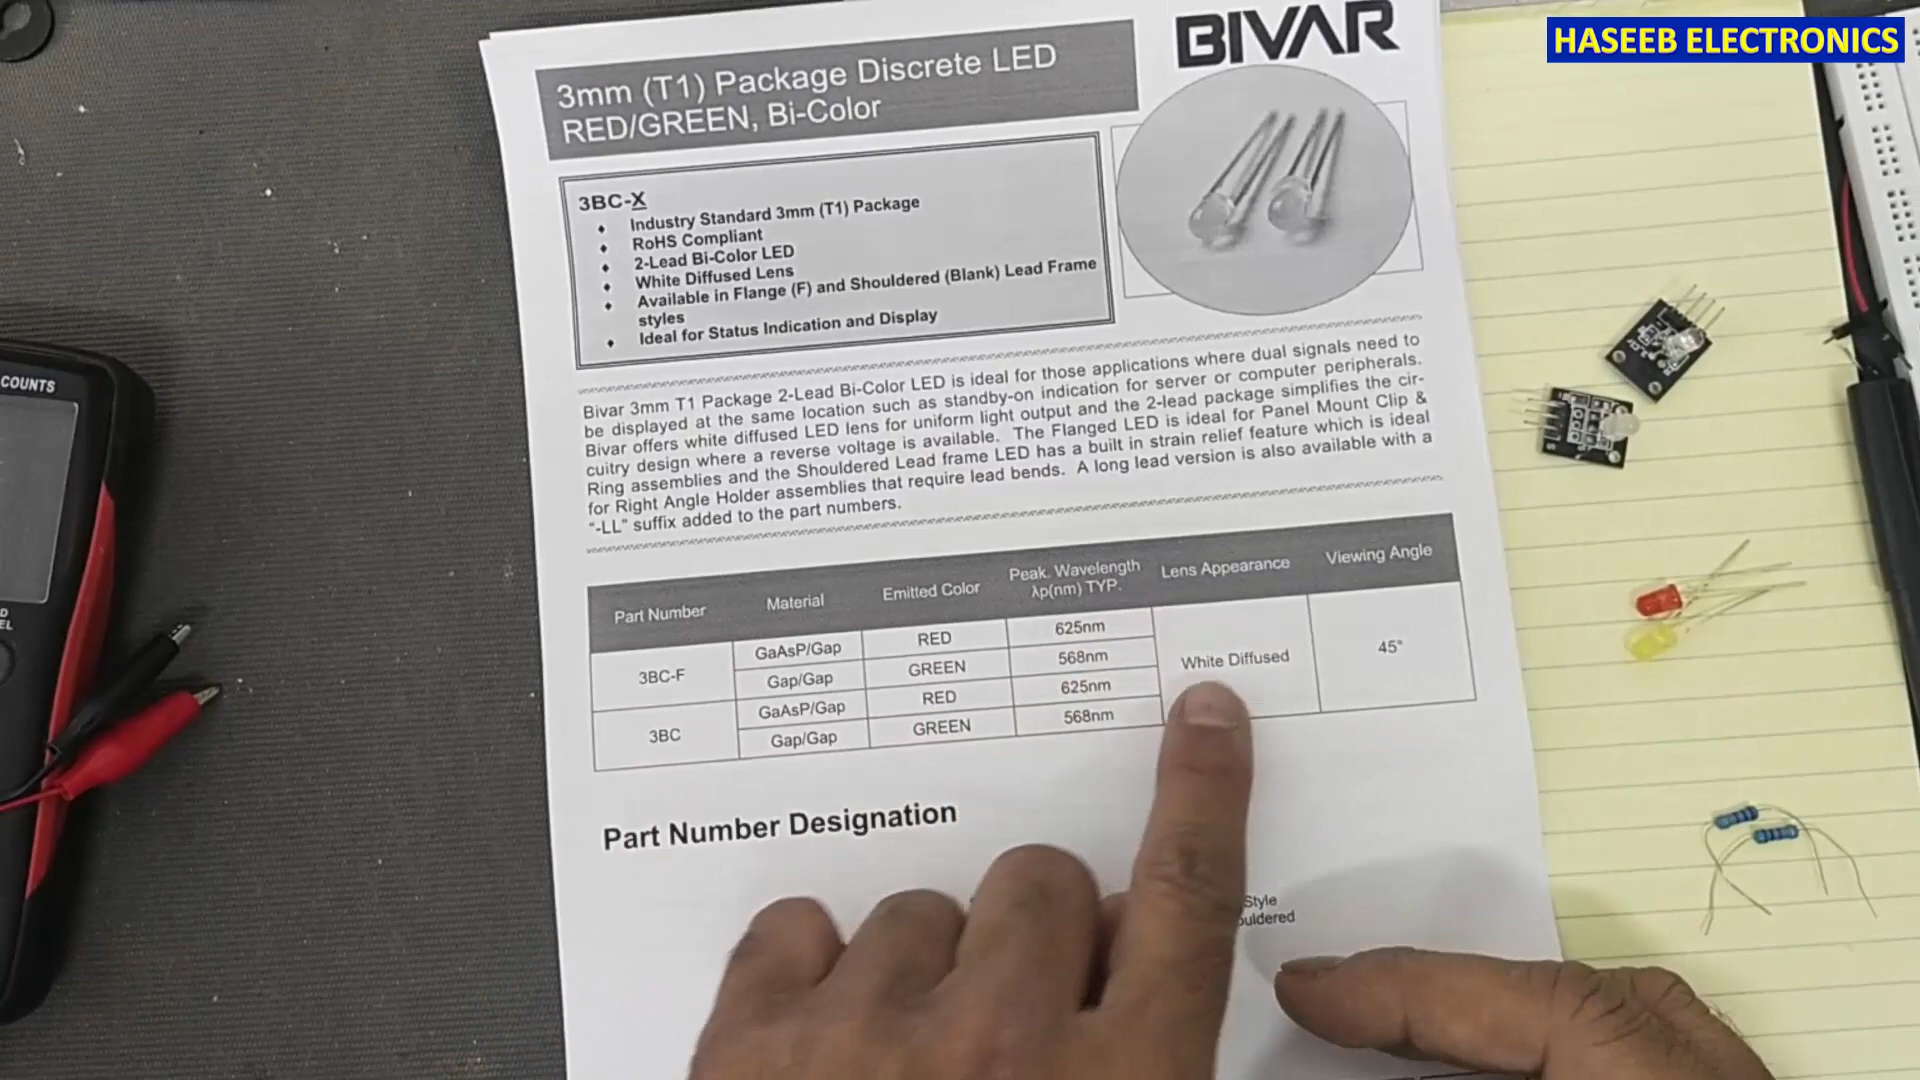 HASEEB ELECTRONICS
BIVAR
3mm (T1) Package Discrete LED
RED/GREEN, Bi-Color
3BC-X
Industry Standard 3mm (T1) Package
RoHS Compliant
2-Lead Bi-Color LED
White Diffused Lens
Available in Flange (F) and Shouldered (Blank) Lead Frame
styles
Ideal for Status Indication and Display
Bivar 3mm T1 Package 2-Lead Bi-Color LED is ideal for those applications where dual signals need to
be displayed at the same location such as standby-on indication for server or computer peripherals.
Bivar offers white diffused LED lens for uniform light output and the 2-lead package simplifies the cir-
cuitry design where a reverse voltage is available. The Flanged LED is ideal for Panel Mount Clip &
Ring assemblies and the Shouldered Lead frame LED has a built in strain relief feature which is ideal
for Right Angle Holder assemblies that require lead bends. A long lead version is also available with a
"-LL" suffix added to the part numbers.
Part Number Material Emitted Color Peak. Wavelength λp(nm) TYP. Lens Appearance Viewing Angle
3BC-F GaAsP/Gap RED 625nm White Diffused 45°
Gap/Gap GREEN 568nm
3BC GaAsP/Gap RED 625nm
Gap/Gap GREEN 568nm
Part Number Designation
Style
COUNTS